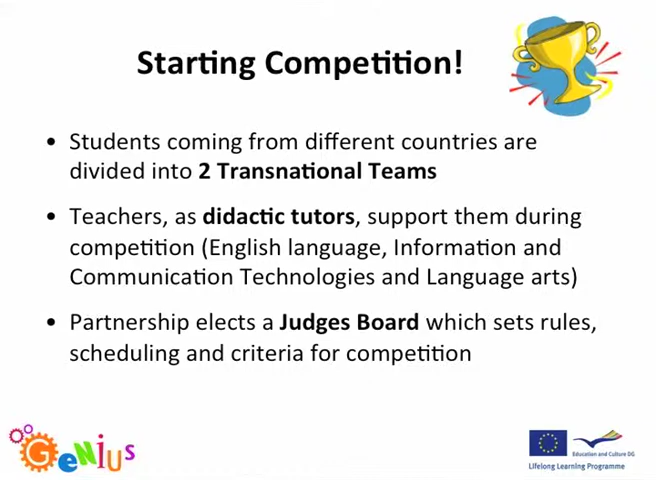 Starting Competition!
• Students coming from different countries are
divided into 2 Transnational Teams
• Teachers, as didactic tutors, support them during
competition (English language, Information and
Communication Technologies and Language arts)
• Partnership elects a Judges Board which sets rules,
scheduling and criteria for competition
GeNiUs
Education and Culture DG
Lifelong Learning Programme